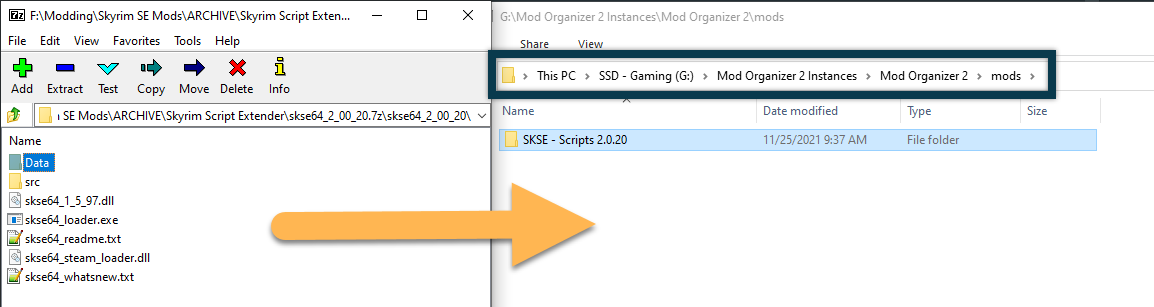 F:\Modding\Skyrim SE Mods\ARCHIVE\Skyrim Script Exten...
File Edit View Favorites Tools Help
Add Extract Test Copy Move Delete Info
SE Mods\ARCHIVE\Skyrim Script Extender\skse64_2_00_20.7z\skse64_2_00_20\
Name
Data
src
skse64_1_5_97.dll
skse64_loader.exe
skse64_readme.txt
skse64_steam_loader.dll
skse64_whatsnew.txt
G:\Mod Organizer 2 Instances\Mod Organizer 2\mods
Share View
This PC > SSD - Gaming (G:) > Mod Organizer 2 Instances > Mod Organizer 2 > mods >
Name Date modified Type Size
SKSE - Scripts 2.0.20 11/25/2021 9:37 AM File folder